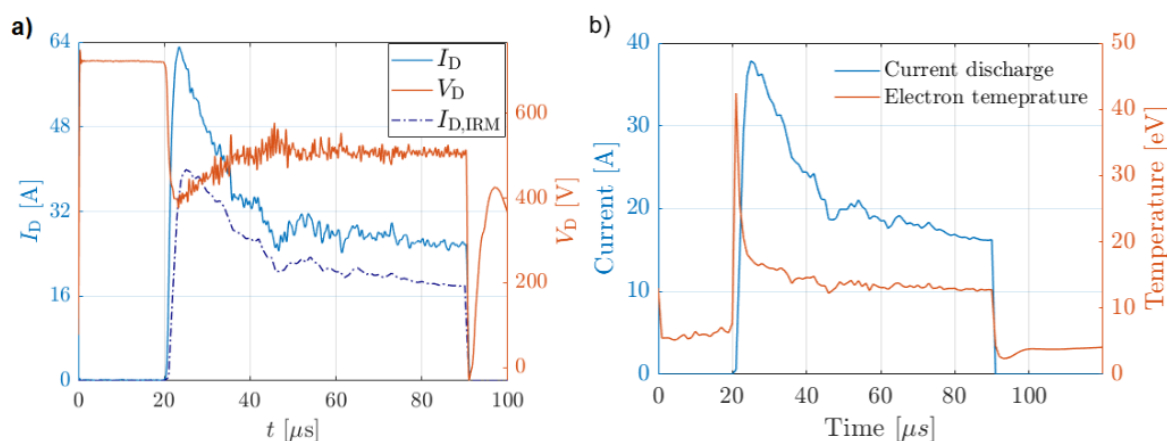 a)
64
48
32
16
0
I_D [A]
0
20
40
60
80
100
t [μs]
600
400
200
0
V_D [V]
I_D
V_D
I_D,IRM
b)
40
30
20
10
0
Current [A]
0
20
40
60
80
100
Time [μs]
50
40
30
20
10
0
Temperature [eV]
Current discharge
Electron temeprature